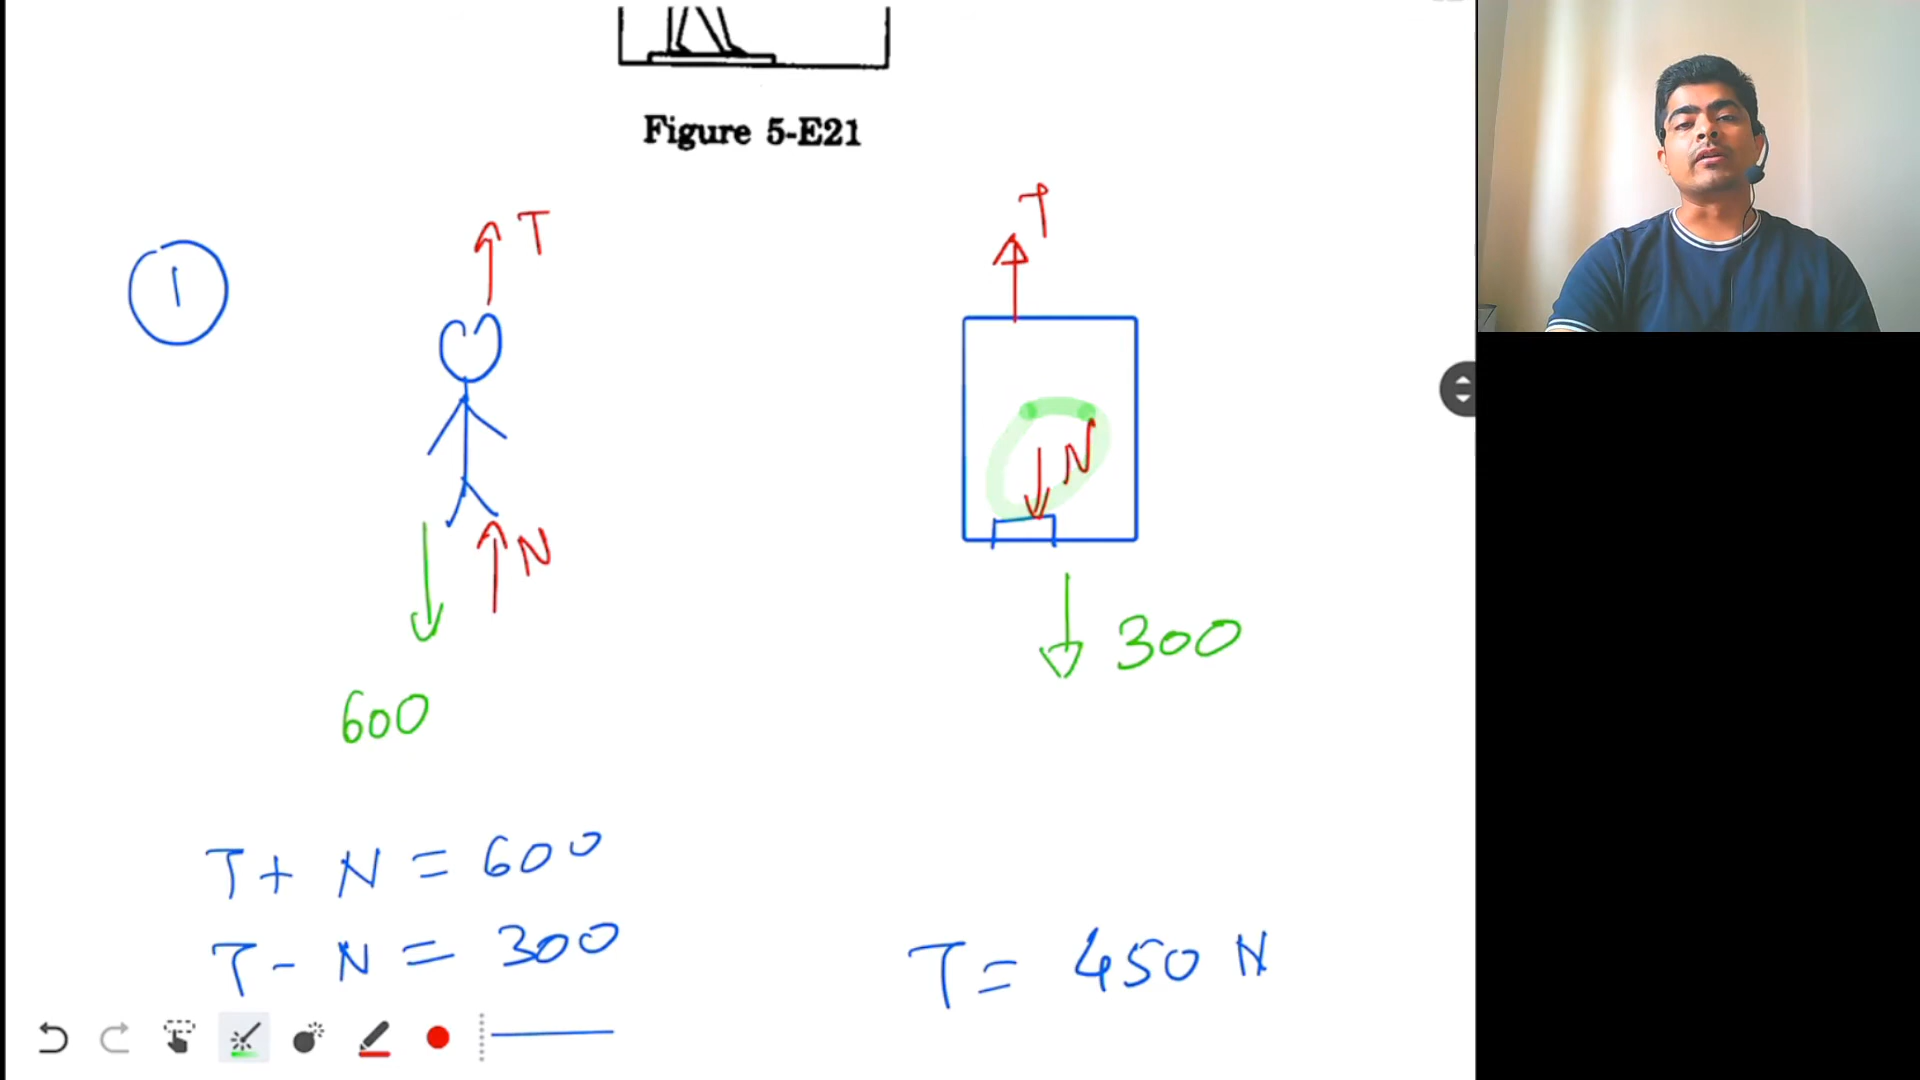 Figure 5-E21
T
T
1
N
N
300
600
T + N = 600
T - N = 300
T = 450 N